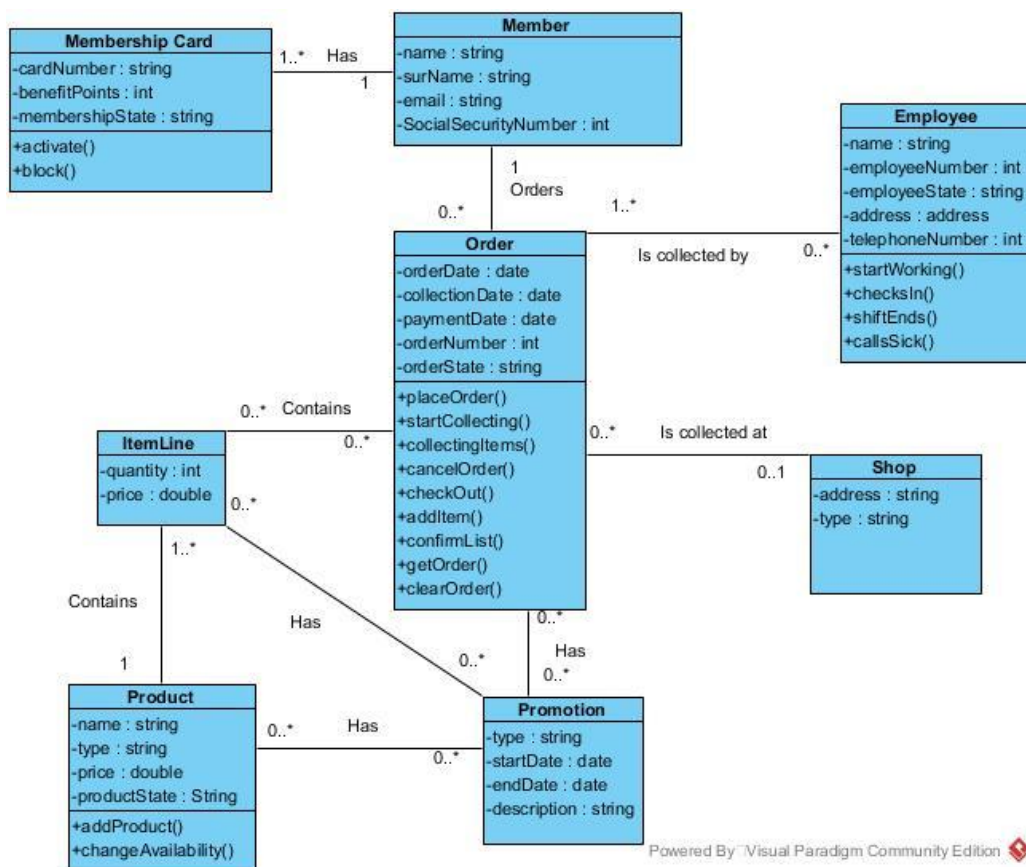 Membership Card
-cardNumber : string
-benefitPoints : int
-membershipState : string
+activate()
+block()
1..*
Has
1
Member
-name : string
-surName : string
-email : string
-SocialSecurityNumber : int
1
Orders
0..*
Employee
-name : string
-employeeNumber : int
-employeeState : string
-address : address
-telephoneNumber : int
+startWorking()
+checksIn()
+shiftEnds()
+callsSick()
1..*
Is collected by
0..*
Order
-orderDate : date
-collectionDate : date
-paymentDate : date
-orderNumber : int
-orderState : string
+placeOrder()
+startCollecting()
+collectingItems()
+cancelOrder()
+checkOut()
+addItem()
+confirmList()
+getOrder()
+clearOrder()
0..*
Contains
0..*
0..*
Is collected at
0..1
ItemLine
-quantity : int
-price : double
Shop
-address : string
-type : string
0..*
1..*
Contains
1
Has
0..*
0..*
Has
0..*
Product
-name : string
-type : string
-price : double
-productState : String
+addProduct()
+changeAvailability()
0..*
Has
0..*
Promotion
-type : string
-startDate : date
-endDate : date
-description : string
Powered By Visual Paradigm Community Edition